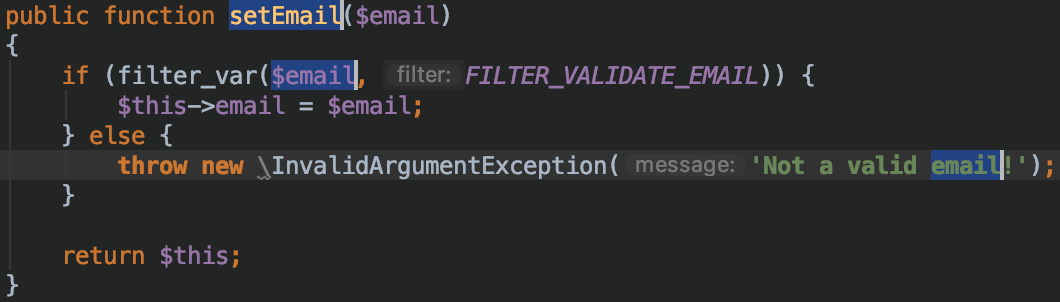 public function setEmail($email)
{
if (filter_var($email, filter: FILTER_VALIDATE_EMAIL)) {
$this->email = $email;
} else {
throw new \InvalidArgumentException( message: 'Not a valid email!');
}
return $this;
}